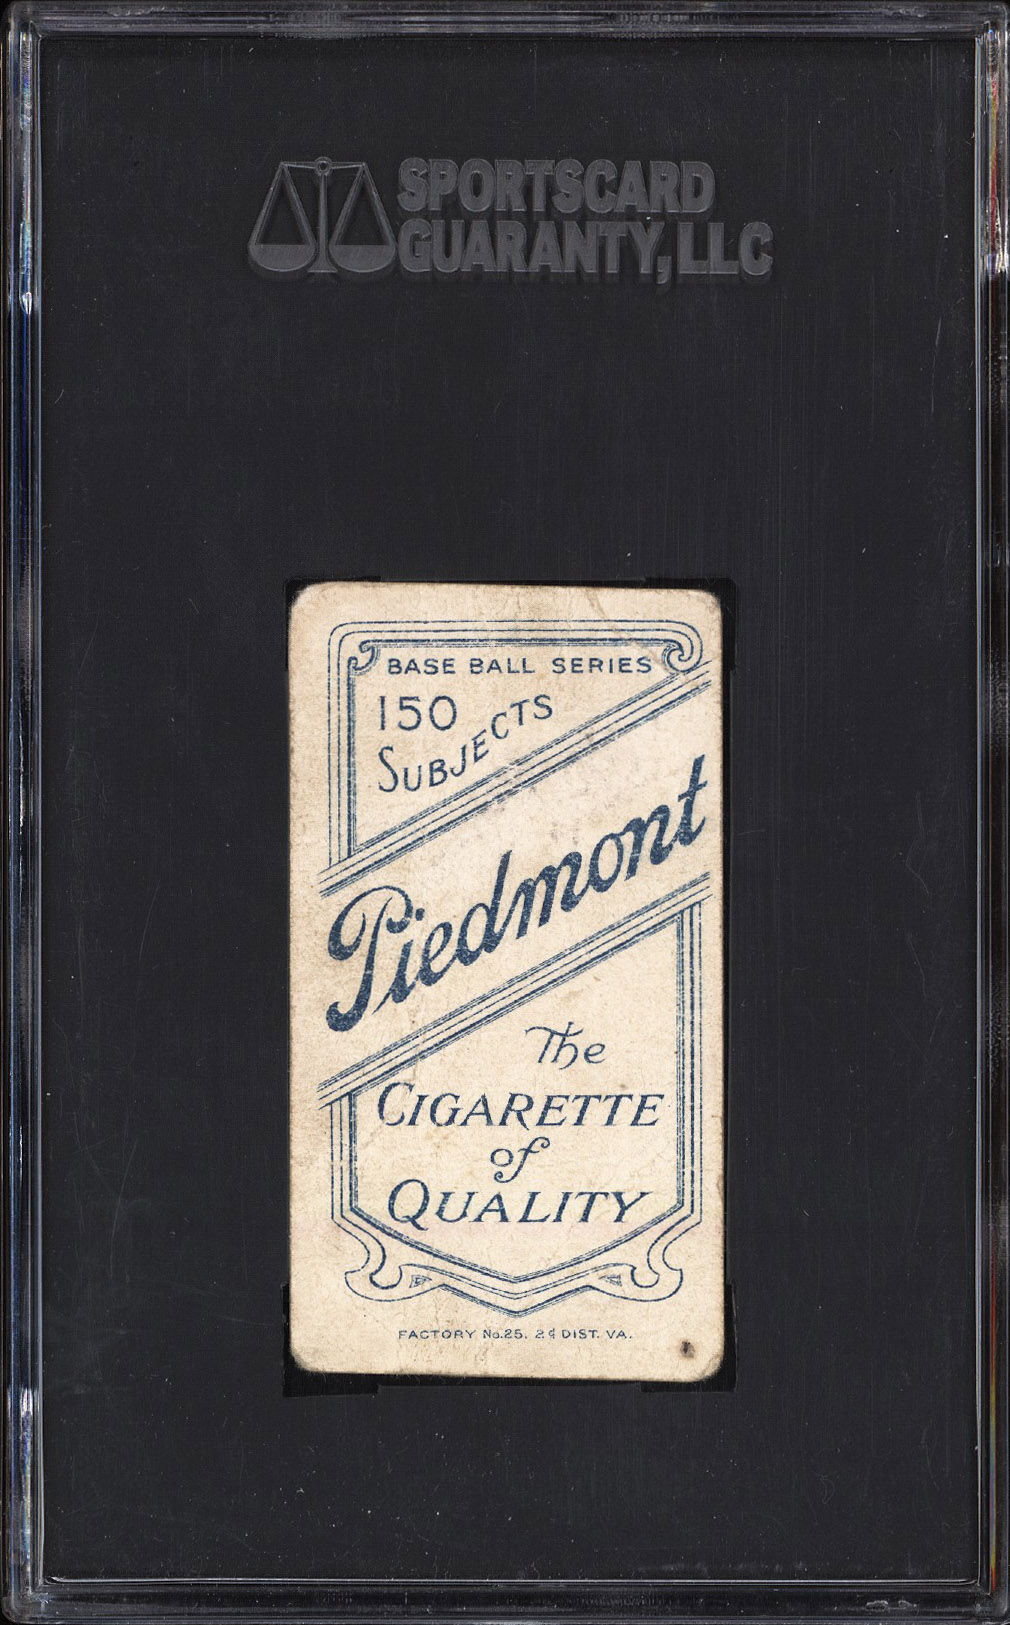 SPORTSCARD
GUARANTY, LLC
BASE BALL SERIES
150
SUBJECTS
Piedmont
The
CIGARETTE
of
QUALITY
FACTORY No.25. 2d DIST. VA.